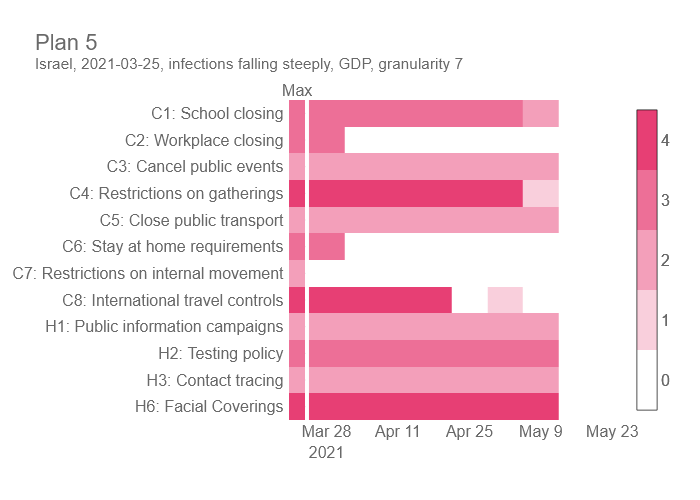 Plan 5
Israel, 2021-03-25, infections falling steeply, GDP, granularity 7
Max
C1: School closing
C2: Workplace closing
C3: Cancel public events
C4: Restrictions on gatherings
C5: Close public transport
C6: Stay at home requirements
C7: Restrictions on internal movement
C8: International travel controls
H1: Public information campaigns
H2: Testing policy
H3: Contact tracing
H6: Facial Coverings
Mar 28 Apr 11 Apr 25 May 9 May 23
2021
4
3
2
1
0